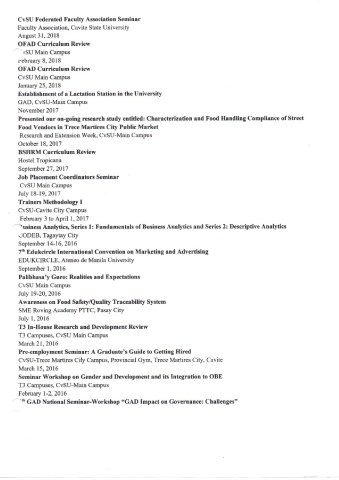 CvSU Federated Faculty Association Seminar
Faculty Association, Cavite State University
August 31, 2018
OFAD Curriculum Review
SU Main Campus
February 8, 2018
OFAD Curriculum Review
CvSU Main Campus
January 25, 2018
Establishment of a Lactation Station in the University
GAD, CvSU-Main Campus
November 2017
Presented our on-going research study entitled: Characterization and Food Handling Compliance of Street
Food Vendors in Trece Martires City Public Market
Research and Extension Week, CvSU-Main Campus
October 18, 2017
BSHRM Curriculum Review
Hostel Tropicana
September 27, 2017
Job Placement Coordinators Seminar
CvSU Main Campus
July 18-19, 2017
Trainers Methodology I
CvSU-Cavite City Campus
February 3 to April 1, 2017
usiness Analytics, Series 1: Fundamentals of Business Analytics and Series 2: Descriptive Analytics
JODEB, Tagaytay City
September 14-16, 2016
7th Edukcircle International Convention on Marketing and Advertising
EDUKCIRCLE, Ateneo de Manila University
September 1, 2016
Palibhasa'y Guro: Realities and Expectations
CvSU Main Campus
July 19-20, 2016
Awareness on Food Safety/Quality Traceability System
SME Roving Academy PTTC, Pasay City
July 1, 2016
T3 In-House Research and Development Review
T3 Campuses, CvSU Main Campus
March 21, 2016
Pre-employment Seminar: A Graduate's Guide to Getting Hired
CvSU-Trece Martires City Campus, Provincial Gym, Trece Martires City, Cavite
March 15, 2016
Seminar Workshop on Gender and Development and its Integration to OBE
T3 Campuses, CvSU-Main Campus
February 1-2, 2016
th GAD National Seminar-Workshop "GAD Impact on Governance: Challenges"